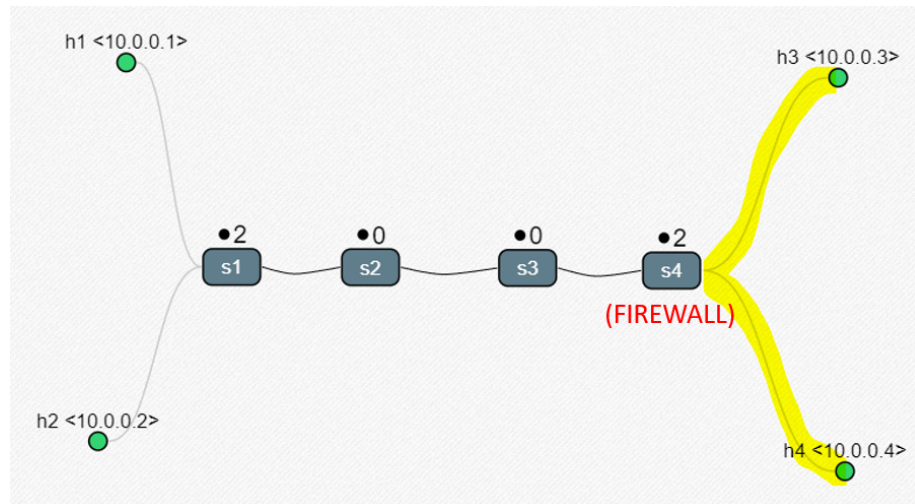 h1 <10.0.0.1>
h3 <10.0.0.3>
•2
•0
•0
•2
s1
s2
s3
s4
(FIREWALL)
h2 <10.0.0.2>
h4 <10.0.0.4>